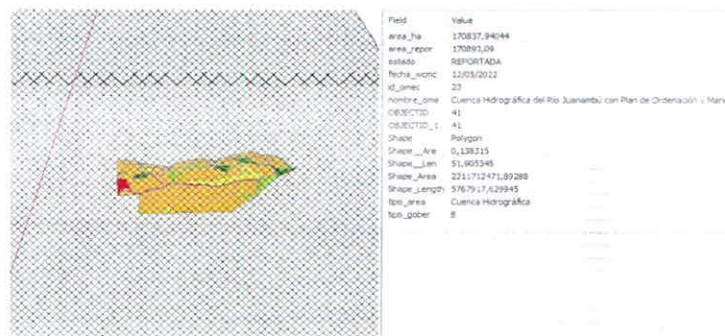 Field Value
area_ha 170837,94044
area_repor 170893,09
estado REPORTADA
fecha_wcmc 12/05/2022
id_omec 23
nombre_ome Cuenca Hidrográfica del Río Juanambú con Plan de Ordenación y Mane
OBJECTID 41
OBJECTID_1 41
Shape Polygon
Shape__Are 0,138315
Shape__Len 51,905345
Shape_Area 2211712471,89288
Shape_Length 5767917,629945
tipo_area Cuenca Hidrográfica
tipo_gober B